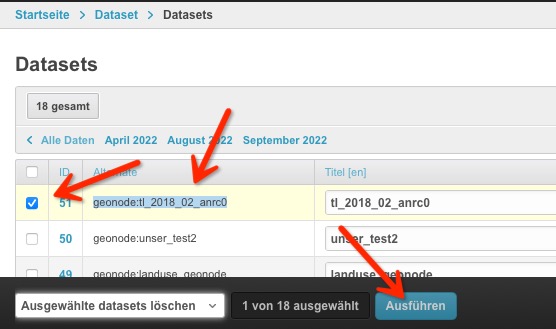 Startseite > Dataset > Datasets
Datasets
18 gesamt
< Alle Daten April 2022 August 2022 September 2022
ID Alternate Titel [en]
51 geonode:tl_2018_02_anrc0 tl_2018_02_anrc0
50 geonode:unser_test2 unser_test2
49 geonode:landuse_geonode landuse_geonode
Ausgewählte datasets löschen 1 von 18 ausgewählt Ausführen